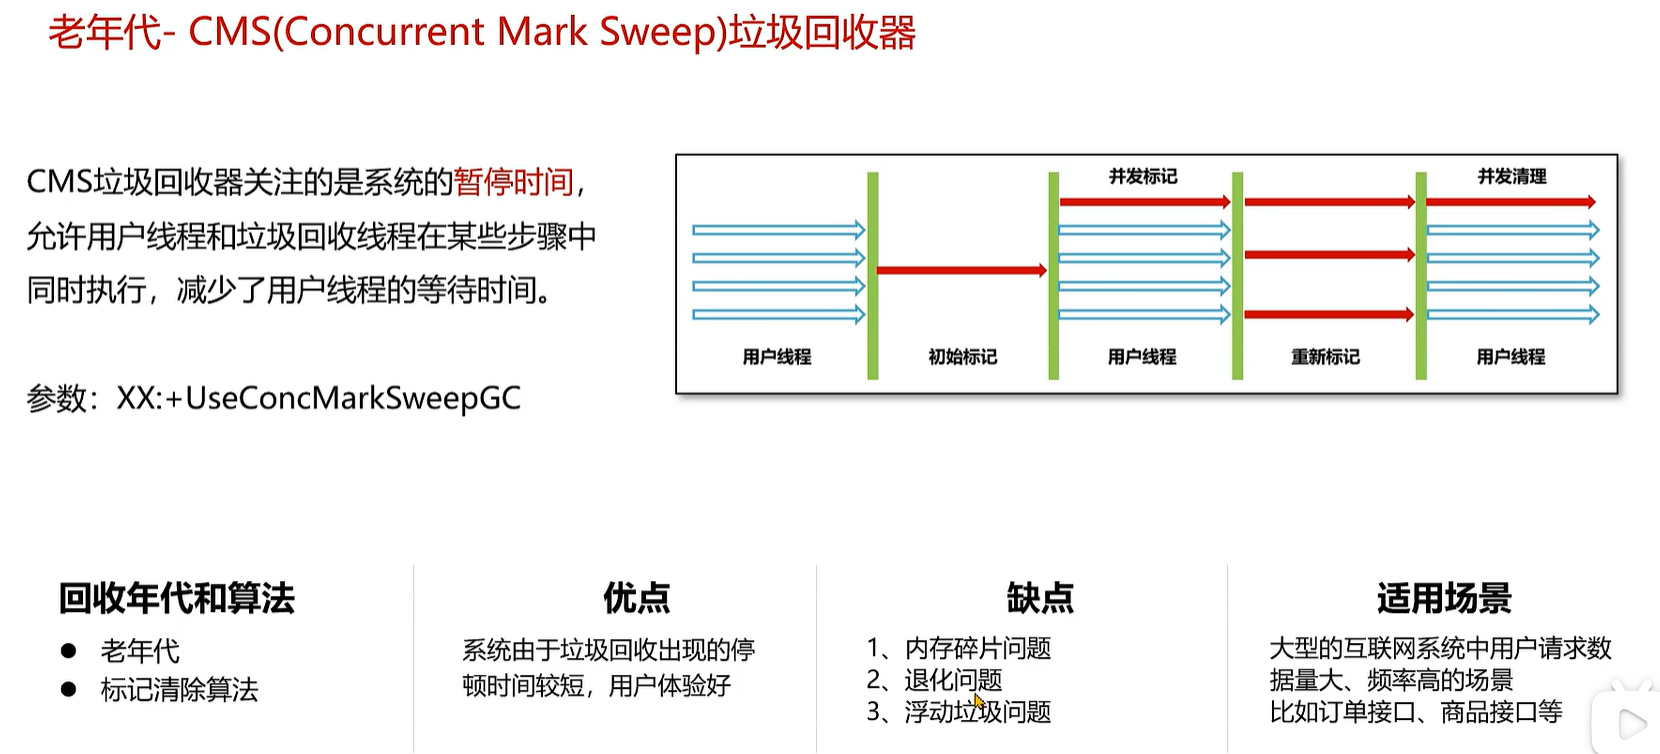 老年代- CMS(Concurrent Mark Sweep)垃圾回收器
CMS垃圾回收器关注的是系统的暂停时间，
允许用户线程和垃圾回收线程在某些步骤中
同时执行，减少了用户线程的等待时间。
参数：XX:+UseConcMarkSweepGC
并发标记
并发清理
用户线程
初始标记
用户线程
重新标记
用户线程
回收年代和算法
● 老年代
● 标记清除算法
优点
系统由于垃圾回收出现的停
顿时间较短，用户体验好
缺点
1、内存碎片问题
2、退化问题
3、浮动垃圾问题
适用场景
大型的互联网系统中用户请求数
据量大、频率高的场景
比如订单接口、商品接口等